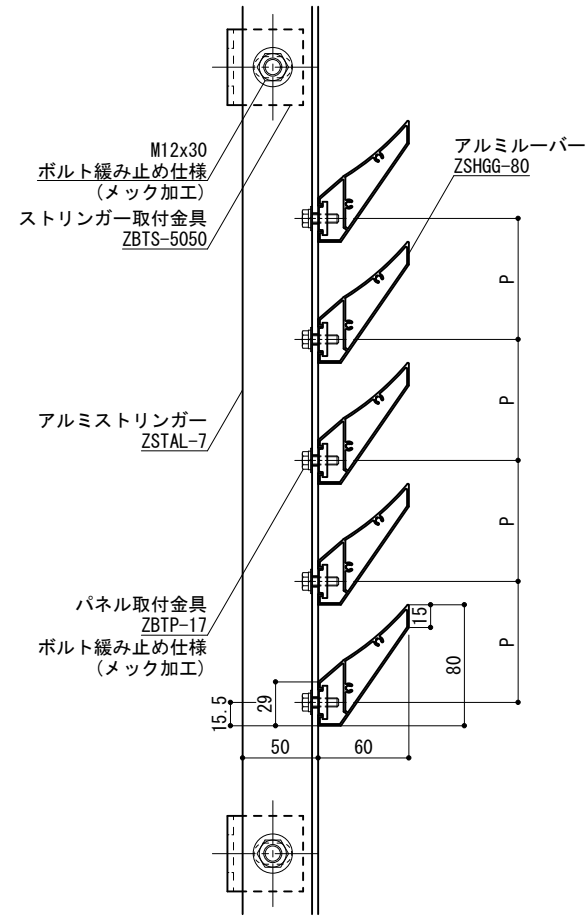 M12x30
ボルト緩み止め仕様
(メック加工)
ストリンガー取付金具
ZBTS-5050
アルミルーバー
ZSHGG-80
P
P
アルミストリンガー
ZSTAL-7
P
パネル取付金具
ZBTP-17
ボルト緩み止め仕様
(メック加工)
P
15
80
29
15.5
50
60